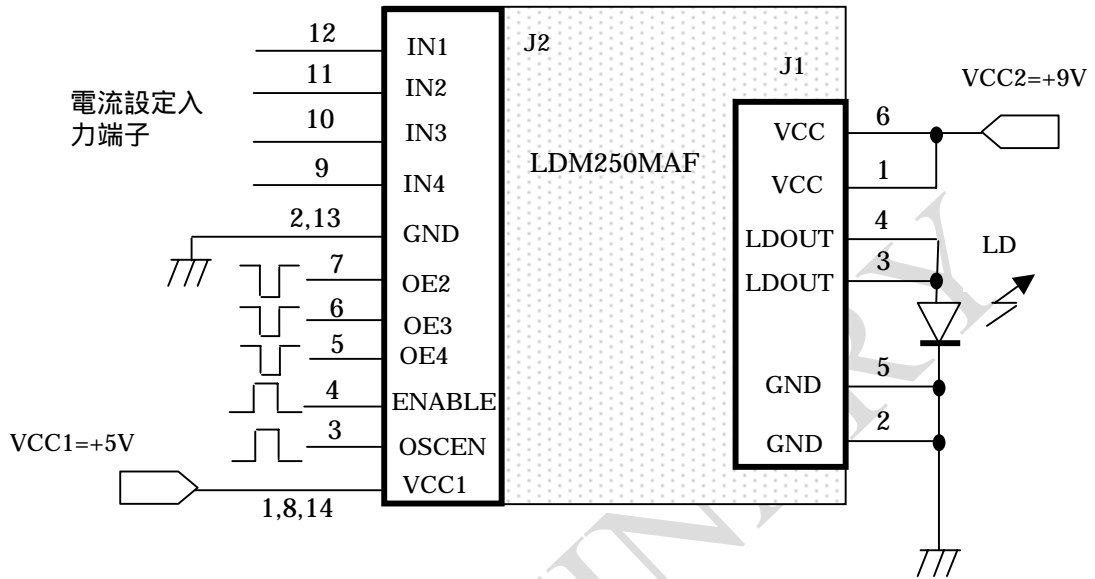 12
IN1
J2
11
IN2
J1
電流設定入
力端子
VCC2=+9V
10
IN3
VCC
6
LDM250MAF
9
IN4
VCC
1
2,13
GND
LDOUT
4
LD
7
OE2
LDOUT
3
6
OE3
5
OE4
4
ENABLE
GND
5
VCC1=+5V
3
OSCEN
GND
2
VCC1
1,8,14